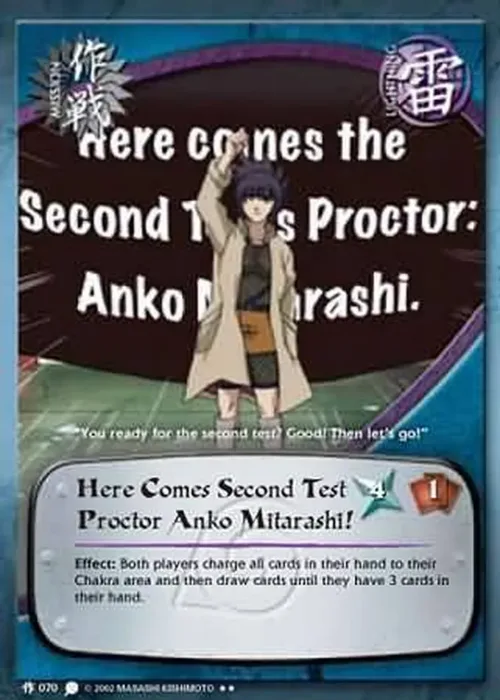 MISSION
作戦
LIGHTNING
雷
Here comes the
Second T s Proctor:
Anko M arashi.
"You ready for the second test? Good! Then let's go!"
Here Comes Second Test
Proctor Anko Mitarashi!
4
1
Effect: Both players charge all cards in their hand to their
Chakra area and then draw cards until they have 3 cards in
their hand.
070 © 2002 MASASHI KISHIMOTO ★★